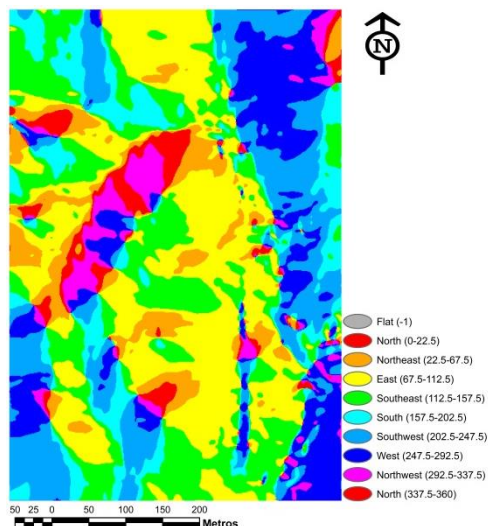 N
Flat (-1)
North (0-22.5)
Northeast (22.5-67.5)
East (67.5-112.5)
Southeast (112.5-157.5)
South (157.5-202.5)
Southwest (202.5-247.5)
West (247.5-292.5)
Northwest (292.5-337.5)
North (337.5-360)
50 25 0 50 100 150 200
Metros